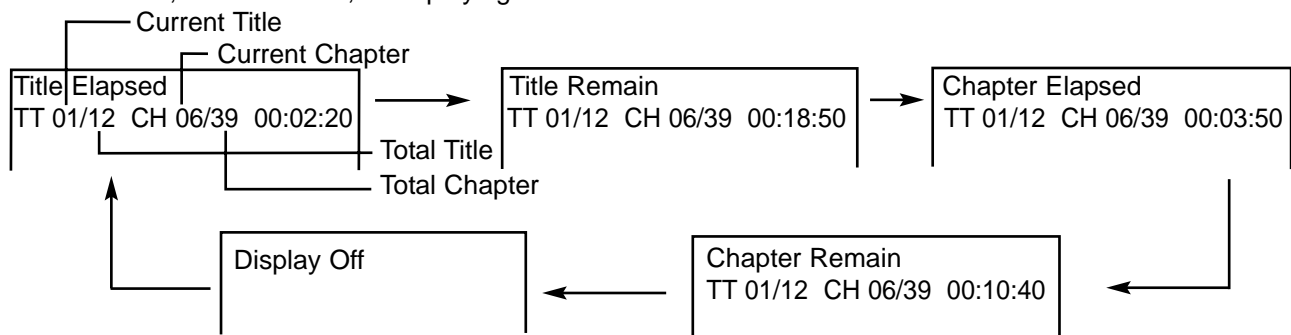 Current Title
Current Chapter
Title Elapsed
TT 01/12 CH 06/39 00:02:20
Total Title
Total Chapter
Title Remain
TT 01/12 CH 06/39 00:18:50
Chapter Elapsed
TT 01/12 CH 06/39 00:03:50
Chapter Remain
TT 01/12 CH 06/39 00:10:40
Display Off